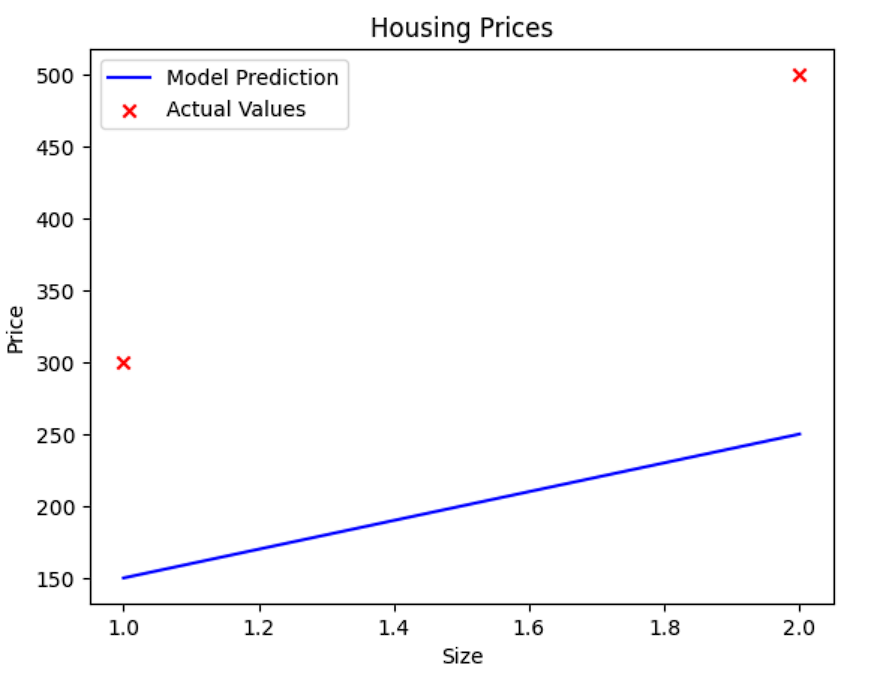 Housing Prices
Model Prediction
Actual Values
500
450
400
350
300
250
200
150
Price
1.0 1.2 1.4 1.6 1.8 2.0
Size